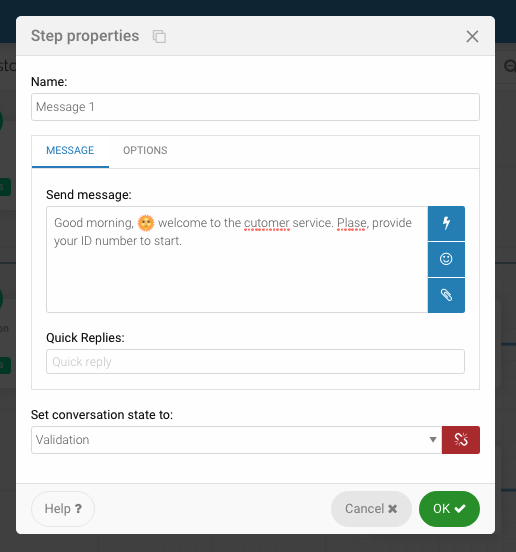 Step properties
Name:
Message 1
MESSAGE OPTIONS
Send message:
Good morning, 🌞 welcome to the cutomer service. Plase, provide
your ID number to start.
Quick Replies:
Quick reply
Set conversation state to:
Validation
Help ? Cancel ✖ OK ✔